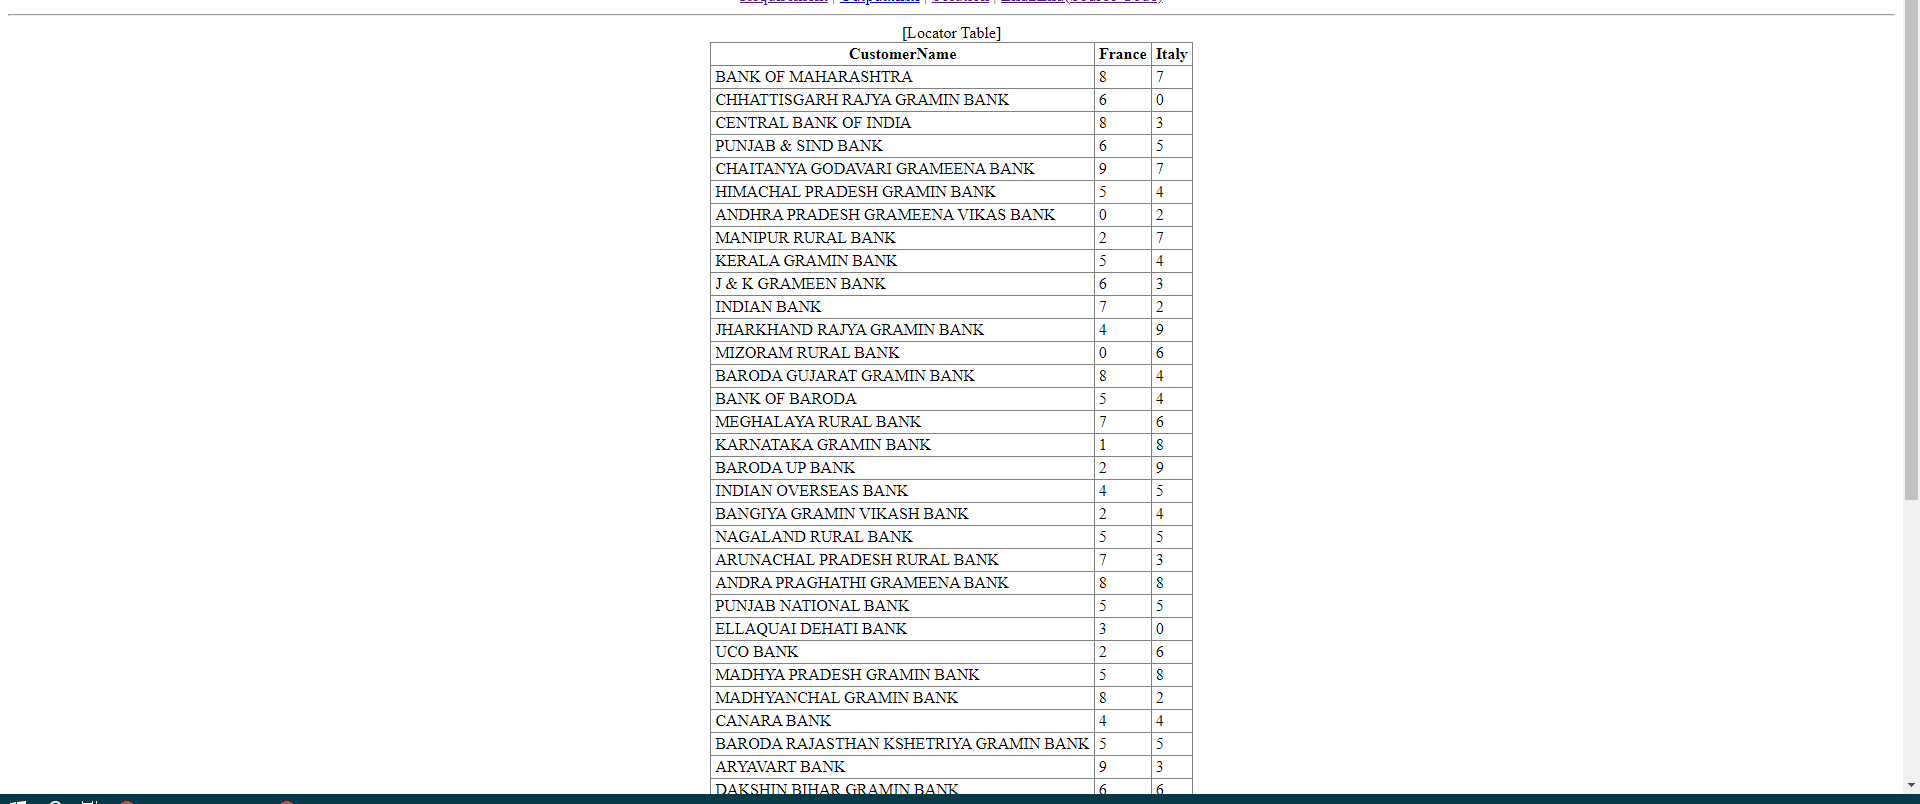 [Locator Table]
CustomerName France Italy
BANK OF MAHARASHTRA 8 7
CHHATTISGARH RAJYA GRAMIN BANK 6 0
CENTRAL BANK OF INDIA 8 3
PUNJAB & SIND BANK 6 5
CHAITANYA GODAVARI GRAMEENA BANK 9 7
HIMACHAL PRADESH GRAMIN BANK 5 4
ANDHRA PRADESH GRAMEENA VIKAS BANK 0 2
MANIPUR RURAL BANK 2 7
KERALA GRAMIN BANK 5 4
J & K GRAMEEN BANK 6 3
INDIAN BANK 7 2
JHARKHAND RAJYA GRAMIN BANK 4 9
MIZORAM RURAL BANK 0 6
BARODA GUJARAT GRAMIN BANK 8 4
BANK OF BARODA 5 4
MEGHALAYA RURAL BANK 7 6
KARNATAKA GRAMIN BANK 1 8
BARODA UP BANK 2 9
INDIAN OVERSEAS BANK 4 5
BANGIYA GRAMIN VIKASH BANK 2 4
NAGALAND RURAL BANK 5 5
ARUNACHAL PRADESH RURAL BANK 7 3
ANDRA PRAGHATHI GRAMEENA BANK 8 8
PUNJAB NATIONAL BANK 5 5
ELLAQUAI DEHATI BANK 3 0
UCO BANK 2 6
MADHYA PRADESH GRAMIN BANK 5 8
MADHYANCHAL GRAMIN BANK 8 2
CANARA BANK 4 4
BARODA RAJASTHAN KSHETRIYA GRAMIN BANK 5 5
ARYAVART BANK 9 3
DAKSHIN BIHAR GRAMIN BANK 6 6